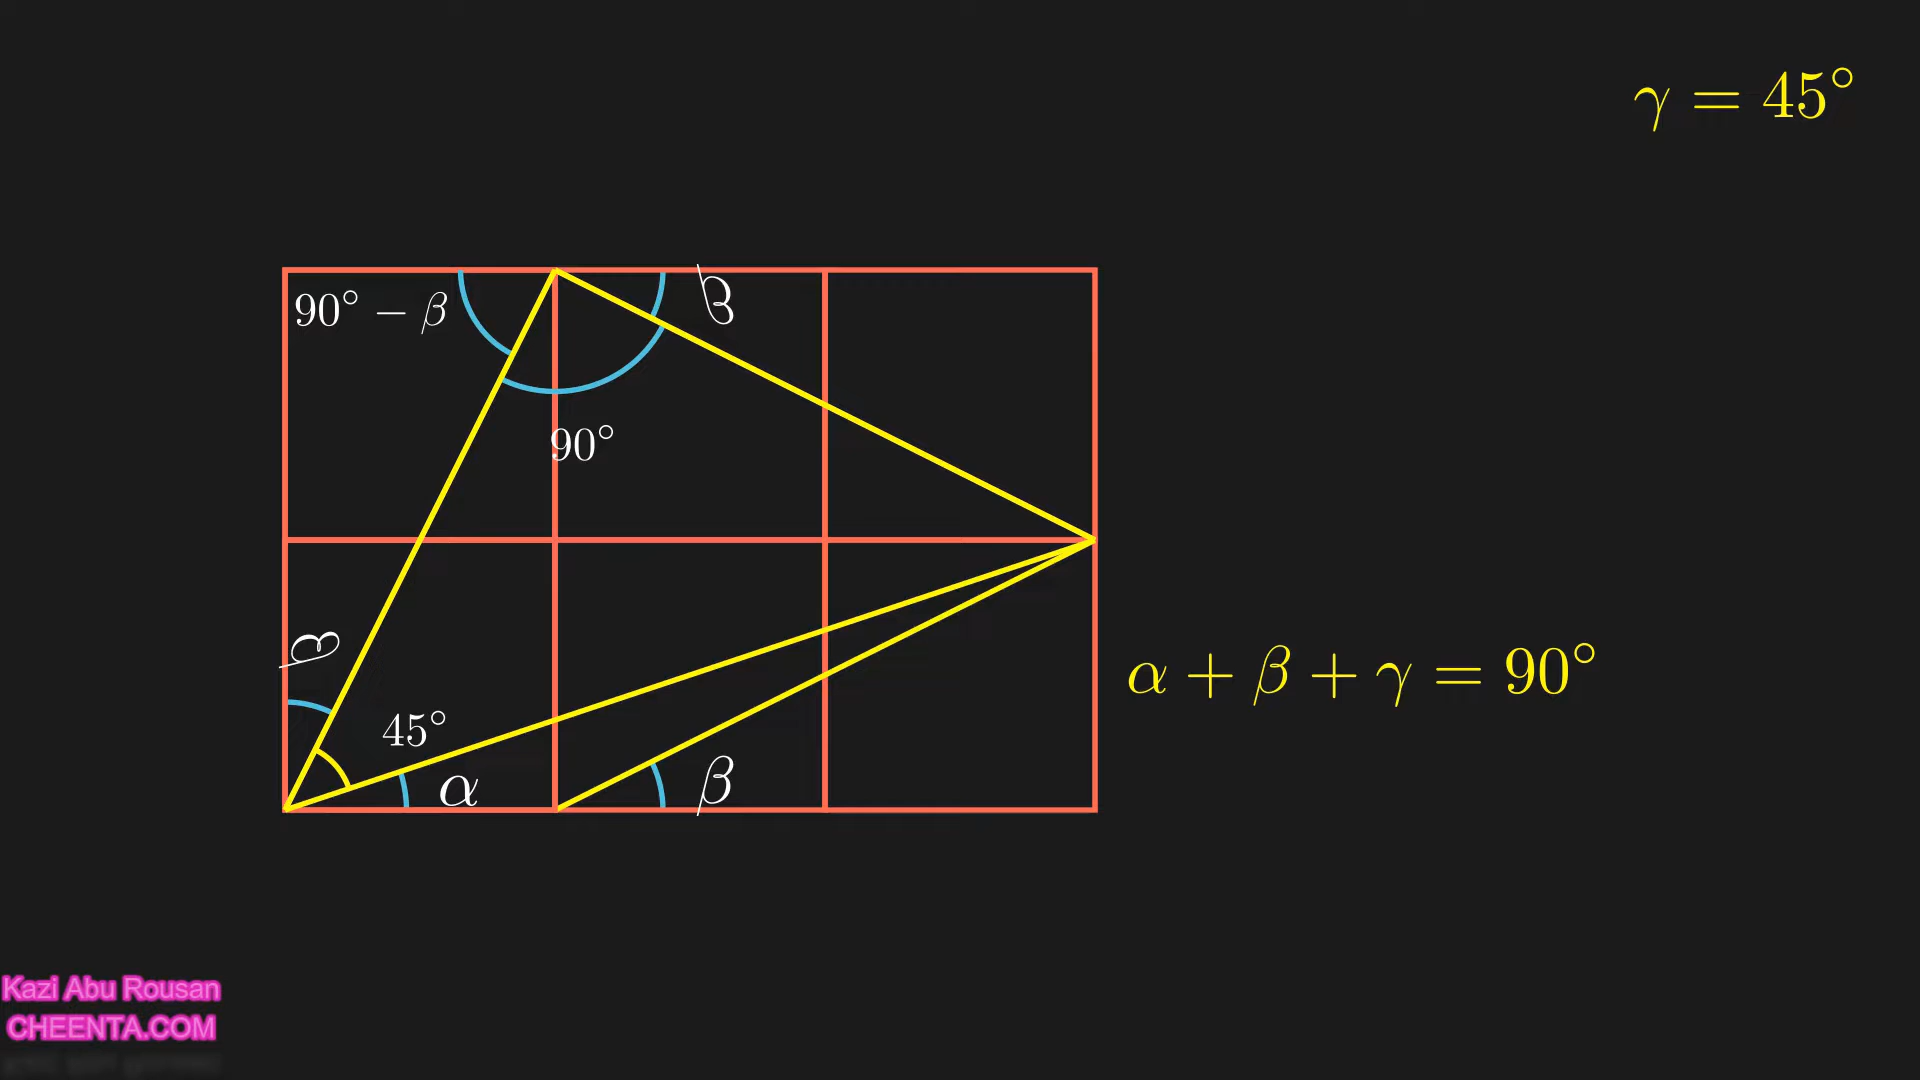 γ = 45°
90° − β
β
90°
β
45°
α
β
α + β + γ = 90°
Kazi Abu Rousan
CHEENTA.COM